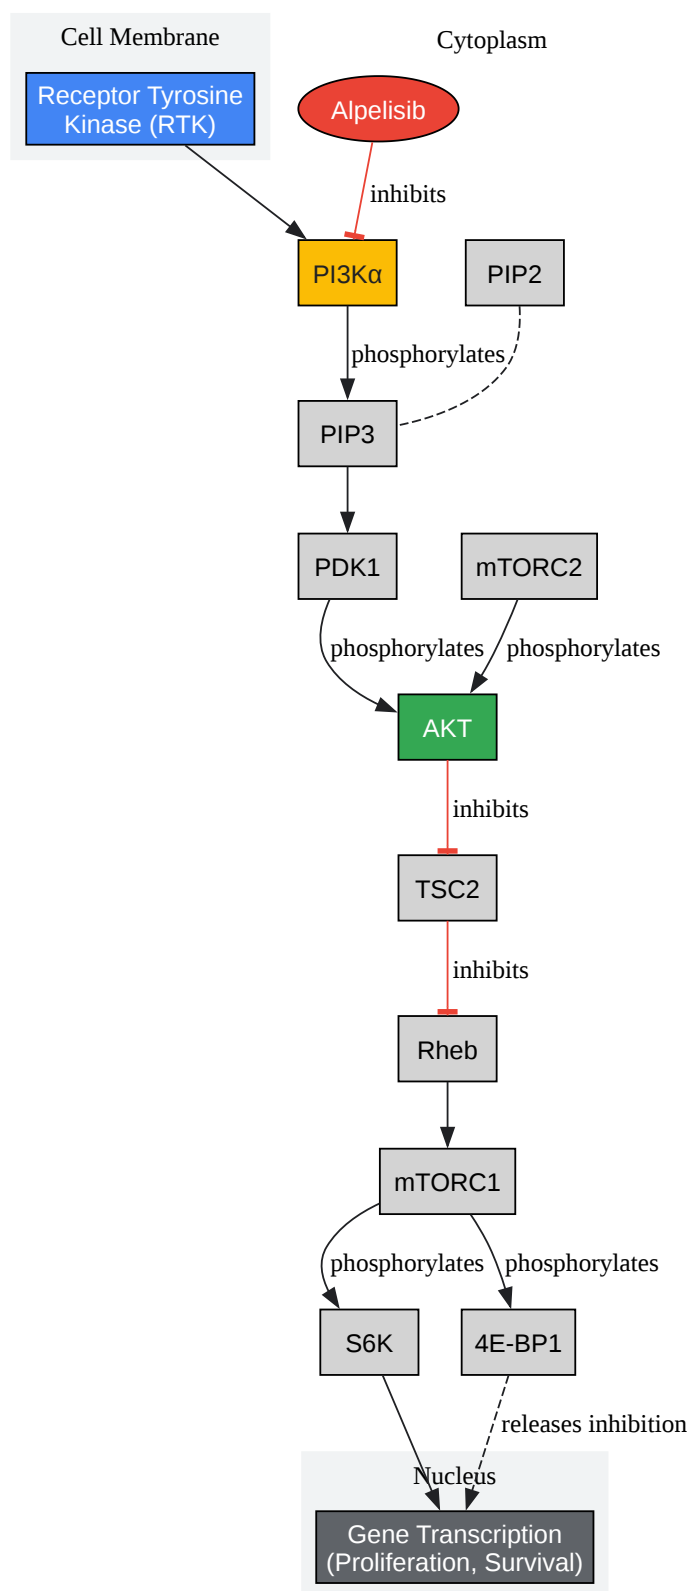 Cell Membrane
Cytoplasm
Receptor Tyrosine
Kinase (RTK)
Alpelisib
inhibits
PI3Kα
PIP2
phosphorylates
PIP3
PDK1
mTORC2
phosphorylates
phosphorylates
AKT
inhibits
TSC2
inhibits
Rheb
mTORC1
phosphorylates
phosphorylates
S6K
4E-BP1
releases inhibition
Nucleus
Gene Transcription
(Proliferation, Survival)